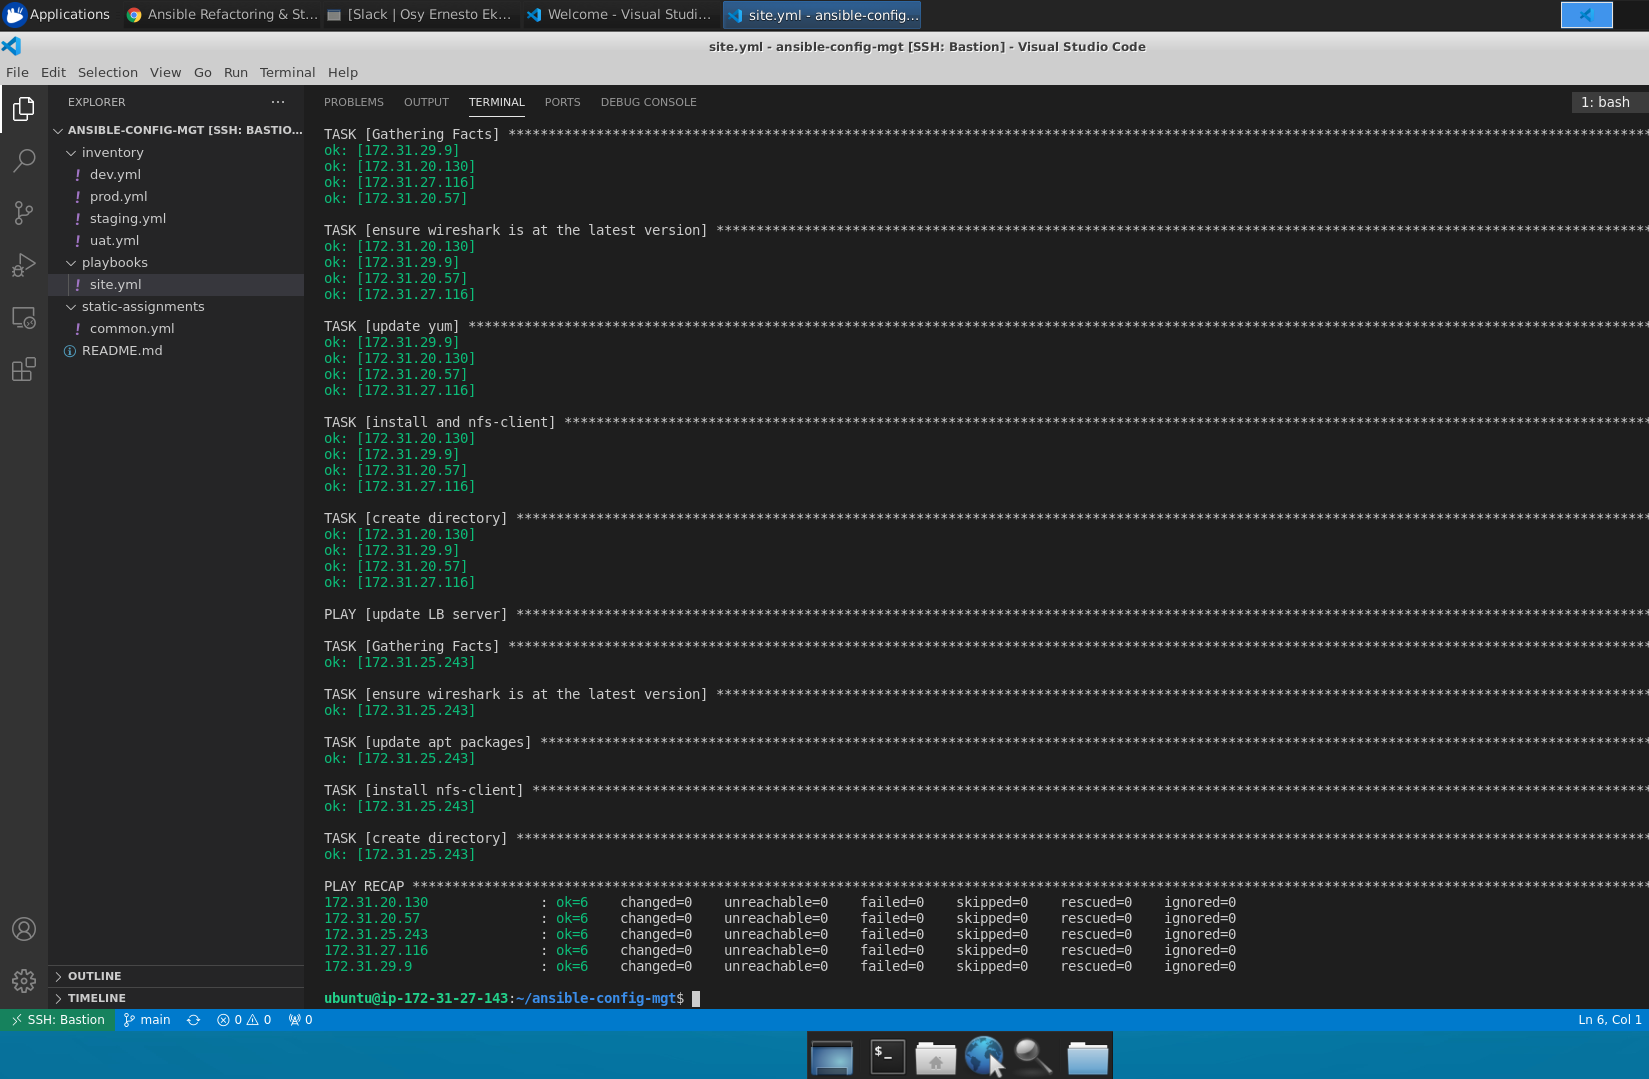 Applications
Ansible Refactoring & St...
[Slack | Osy Ernesto Ek...
Welcome - Visual Studi...
site.yml - ansible-config...
site.yml - ansible-config-mgt [SSH: Bastion] - Visual Studio Code
File Edit Selection View Go Run Terminal Help
EXPLORER
ANSIBLE-CONFIG-MGT [SSH: BASTIO...
inventory
dev.yml
prod.yml
staging.yml
uat.yml
playbooks
site.yml
static-assignments
common.yml
README.md
OUTLINE
TIMELINE
PROBLEMS OUTPUT TERMINAL PORTS DEBUG CONSOLE
1: bash
TASK [Gathering Facts] ****************************************
ok: [172.31.29.9]
ok: [172.31.20.130]
ok: [172.31.27.116]
ok: [172.31.20.57]
TASK [ensure wireshark is at the latest version] ****************************************
ok: [172.31.20.130]
ok: [172.31.29.9]
ok: [172.31.20.57]
ok: [172.31.27.116]
TASK [update yum] ****************************************
ok: [172.31.29.9]
ok: [172.31.20.130]
ok: [172.31.20.57]
ok: [172.31.27.116]
TASK [install and nfs-client] ****************************************
ok: [172.31.20.130]
ok: [172.31.29.9]
ok: [172.31.20.57]
ok: [172.31.27.116]
TASK [create directory] ****************************************
ok: [172.31.20.130]
ok: [172.31.29.9]
ok: [172.31.20.57]
ok: [172.31.27.116]
PLAY [update LB server] ****************************************
TASK [Gathering Facts] ****************************************
ok: [172.31.25.243]
TASK [ensure wireshark is at the latest version] ****************************************
ok: [172.31.25.243]
TASK [update apt packages] ****************************************
ok: [172.31.25.243]
TASK [install nfs-client] ****************************************
ok: [172.31.25.243]
TASK [create directory] ****************************************
ok: [172.31.25.243]
PLAY RECAP ****************************************
172.31.20.130 : ok=6 changed=0 unreachable=0 failed=0 skipped=0 rescued=0 ignored=0
172.31.20.57 : ok=6 changed=0 unreachable=0 failed=0 skipped=0 rescued=0 ignored=0
172.31.25.243 : ok=6 changed=0 unreachable=0 failed=0 skipped=0 rescued=0 ignored=0
172.31.27.116 : ok=6 changed=0 unreachable=0 failed=0 skipped=0 rescued=0 ignored=0
172.31.29.9 : ok=6 changed=0 unreachable=0 failed=0 skipped=0 rescued=0 ignored=0
ubuntu@ip-172-31-27-143:~/ansible-config-mgt$
SSH: Bastion main 0 0 0 Ln 6, Col 1
$_